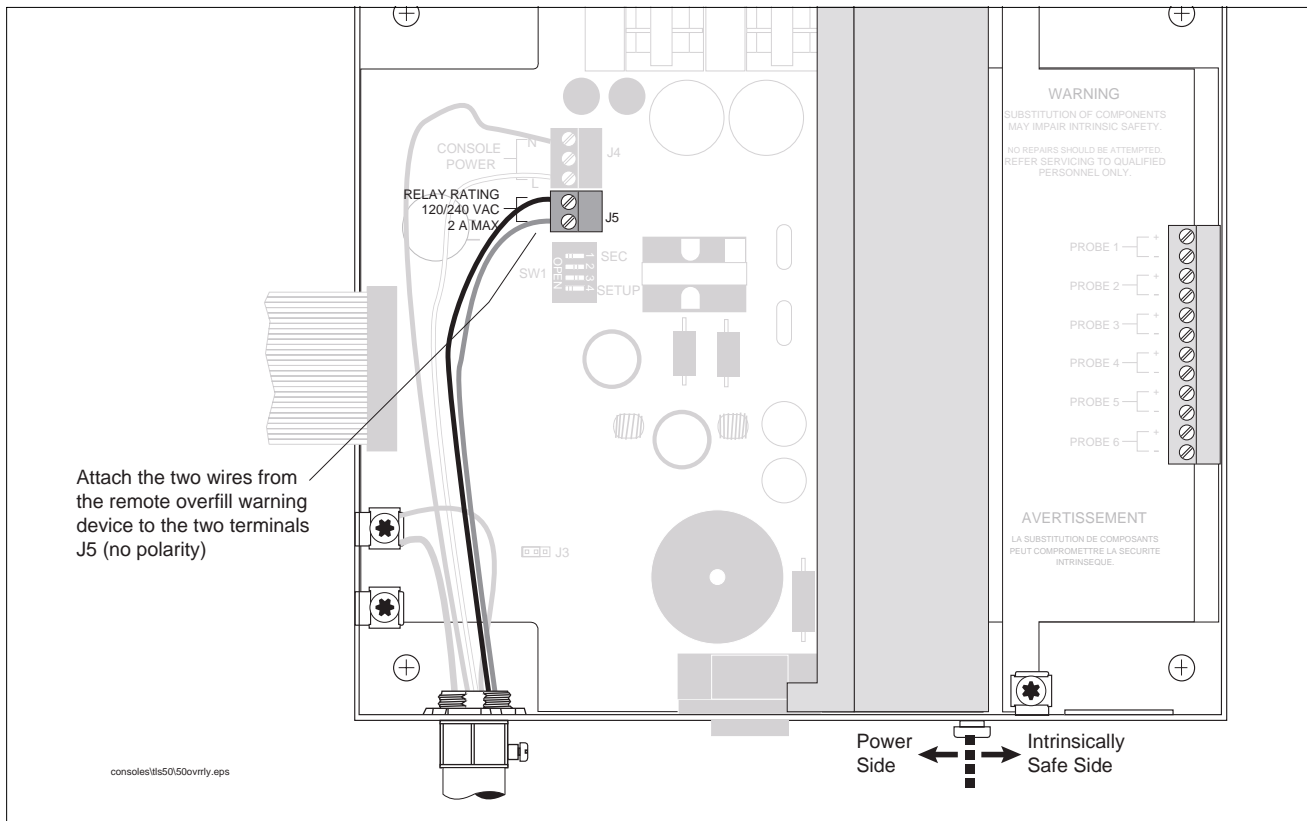 WARNING
SUBSTITUTION OF COMPONENTS
MAY IMPAIR INTRINSIC SAFETY.
NO REPAIRS SHOULD BE ATTEMPTED.
REFER SERVICING TO QUALIFIED
PERSONNEL ONLY.
CONSOLE
POWER
N
L
J4
RELAY RATING
120/240 VAC
2 A MAX
J5
SW1
OPEN
1 2 3 4
SEC
SETUP
PROBE 1 + -
PROBE 2 + -
PROBE 3 + -
PROBE 4 + -
PROBE 5 + -
PROBE 6 + -
Attach the two wires from
the remote overfill warning
device to the two terminals
J5 (no polarity)
J3
AVERTISSEMENT
LA SUBSTITUTION DE COMPOSANTS
PEUT COMPROMETTRE LA SECURITE
INTRINSEQUE.
Power
Side
Intrinsically
Safe Side
consoles\tls50\50ovrrly.eps